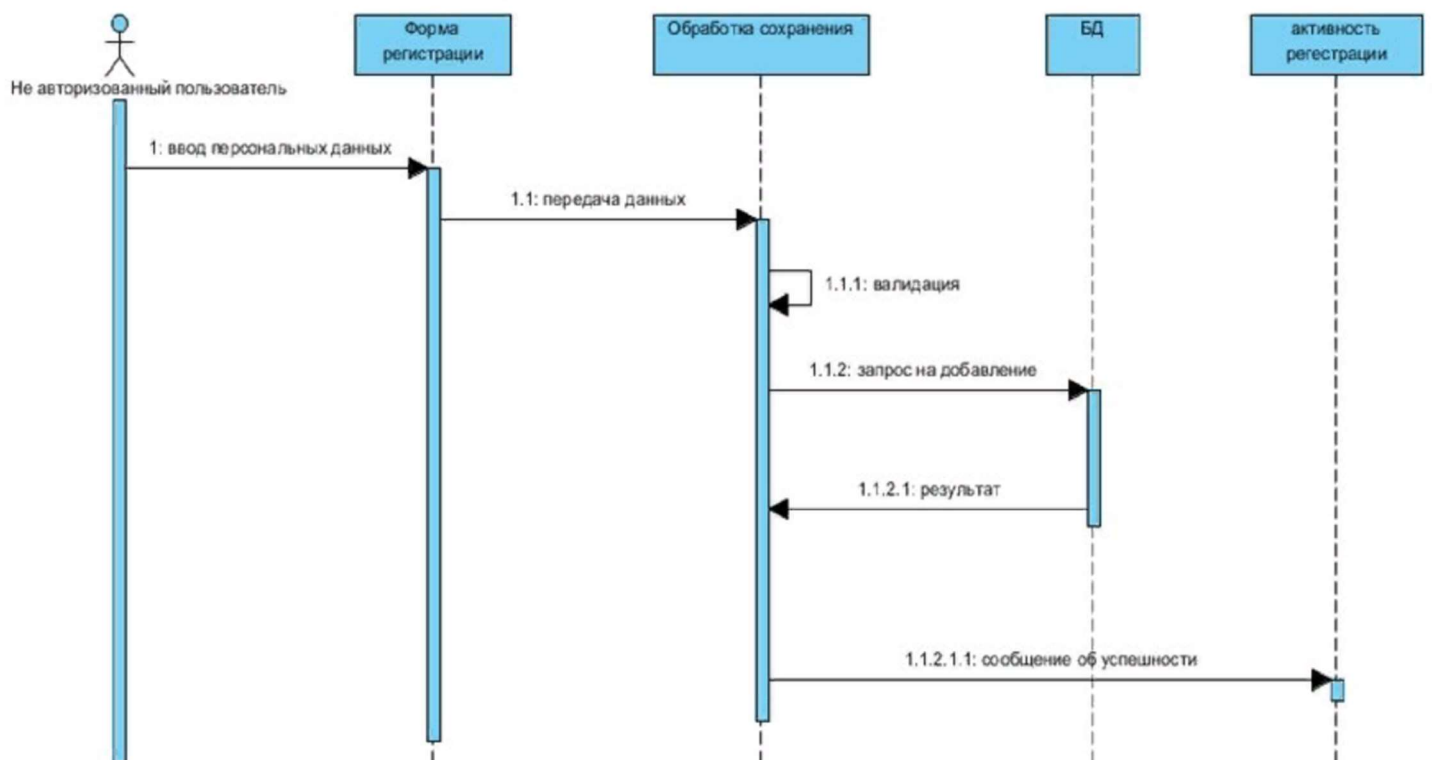 Форма
регистрации
Обработка сохранения
БД
активность
регестрации
Не авторизованный пользователь
1: ввод персональных данных
1.1: передача данных
1.1.1: валидация
1.1.2: запрос на добавление
1.1.2.1: результат
1.1.2.1.1: сообщение об успешности